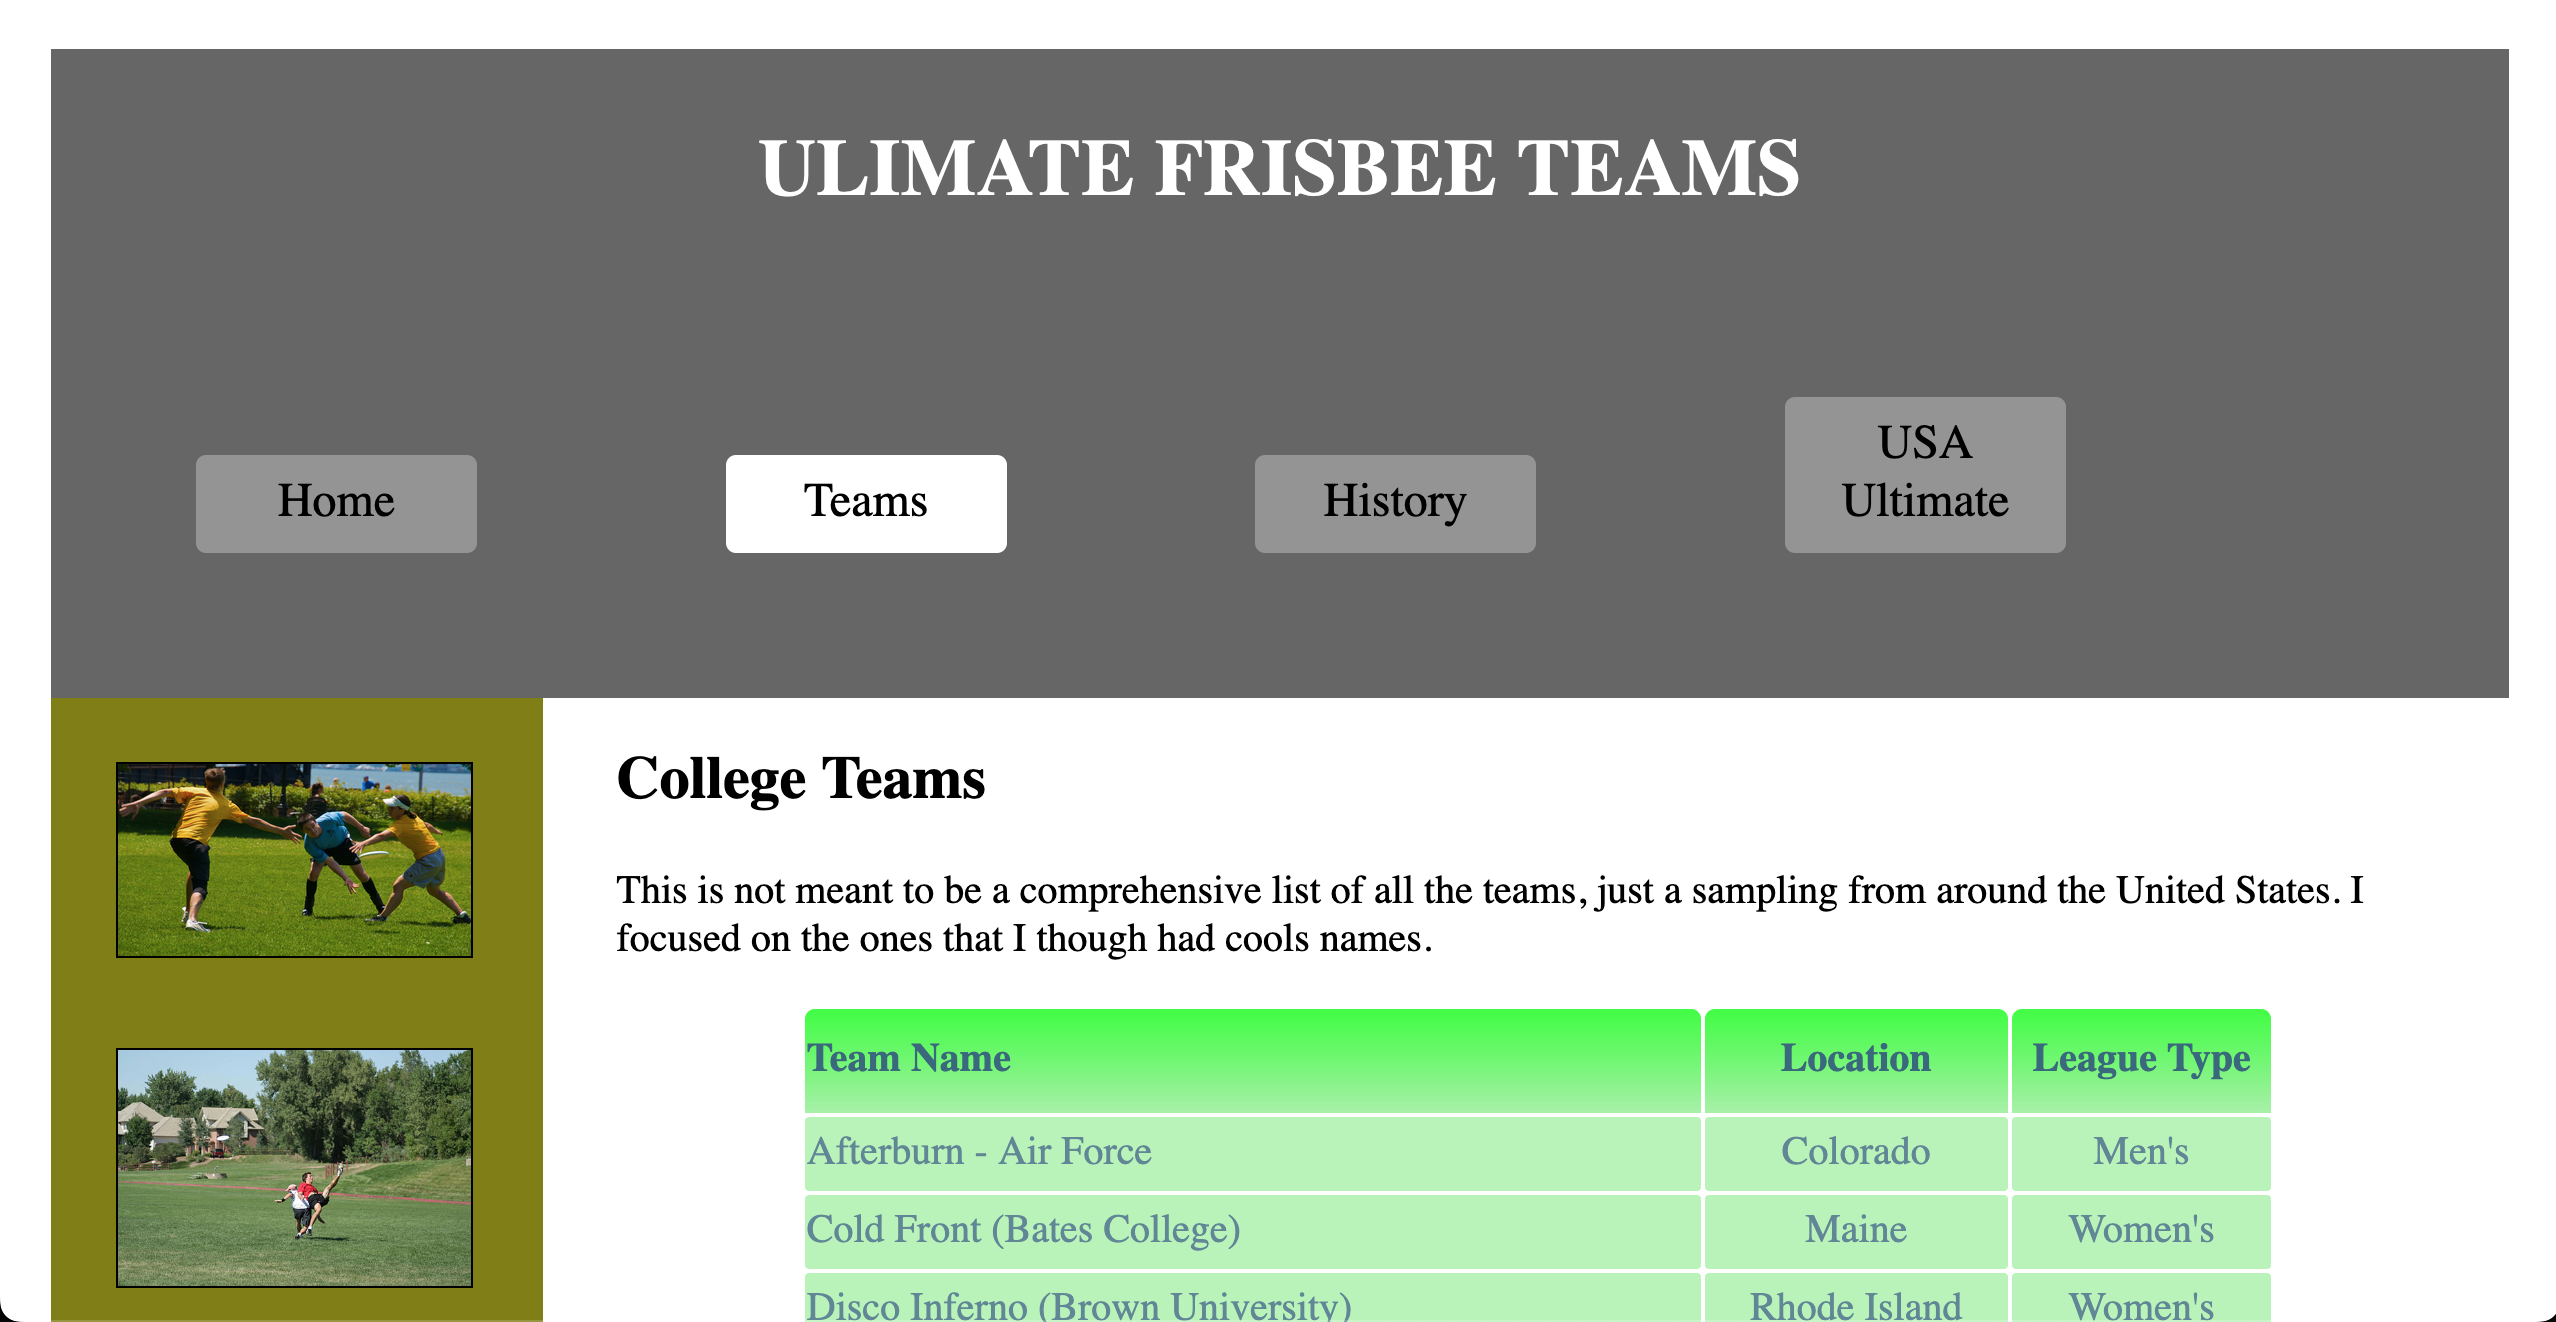 ULIMATE FRISBEE TEAMS
Home
Teams
History
USA
Ultimate
College Teams
This is not meant to be a comprehensive list of all the teams, just a sampling from around the United States. I
focused on the ones that I though had cools names.
Team Name Location League Type
Afterburn - Air Force Colorado Men's
Cold Front (Bates College) Maine Women's
Disco Inferno (Brown University) Rhode Island Women's